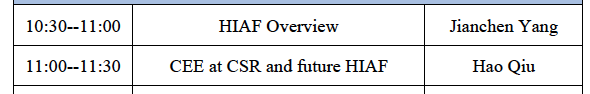 10:30--11:00 HIAF Overview Jianchen Yang
11:00--11:30 CEE at CSR and future HIAF Hao Qiu